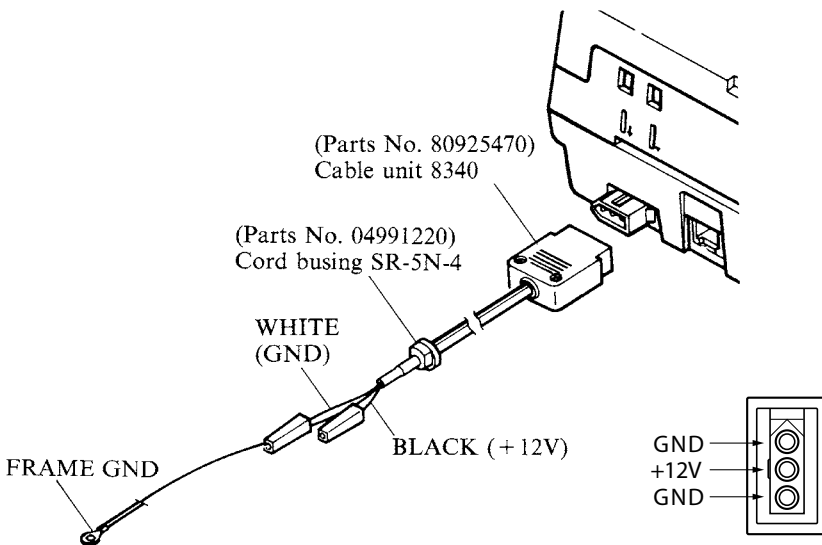 (Parts No. 80925470)
Cable unit 8340
(Parts No. 04991220)
Cord busing SR-5N-4
WHITE
(GND)
BLACK (+12V)
FRAME GND
GND
+12V
GND